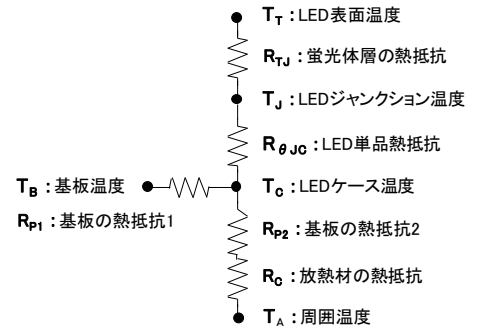 T_T：LED表面温度
R_TJ：蛍光体層の熱抵抗
T_J：LEDジャンクション温度
R_θJC：LED単品熱抵抗
T_B：基板温度
T_C：LEDケース温度
R_P1：基板の熱抵抗1
R_P2：基板の熱抵抗2
R_C：放熱材の熱抵抗
T_A：周囲温度